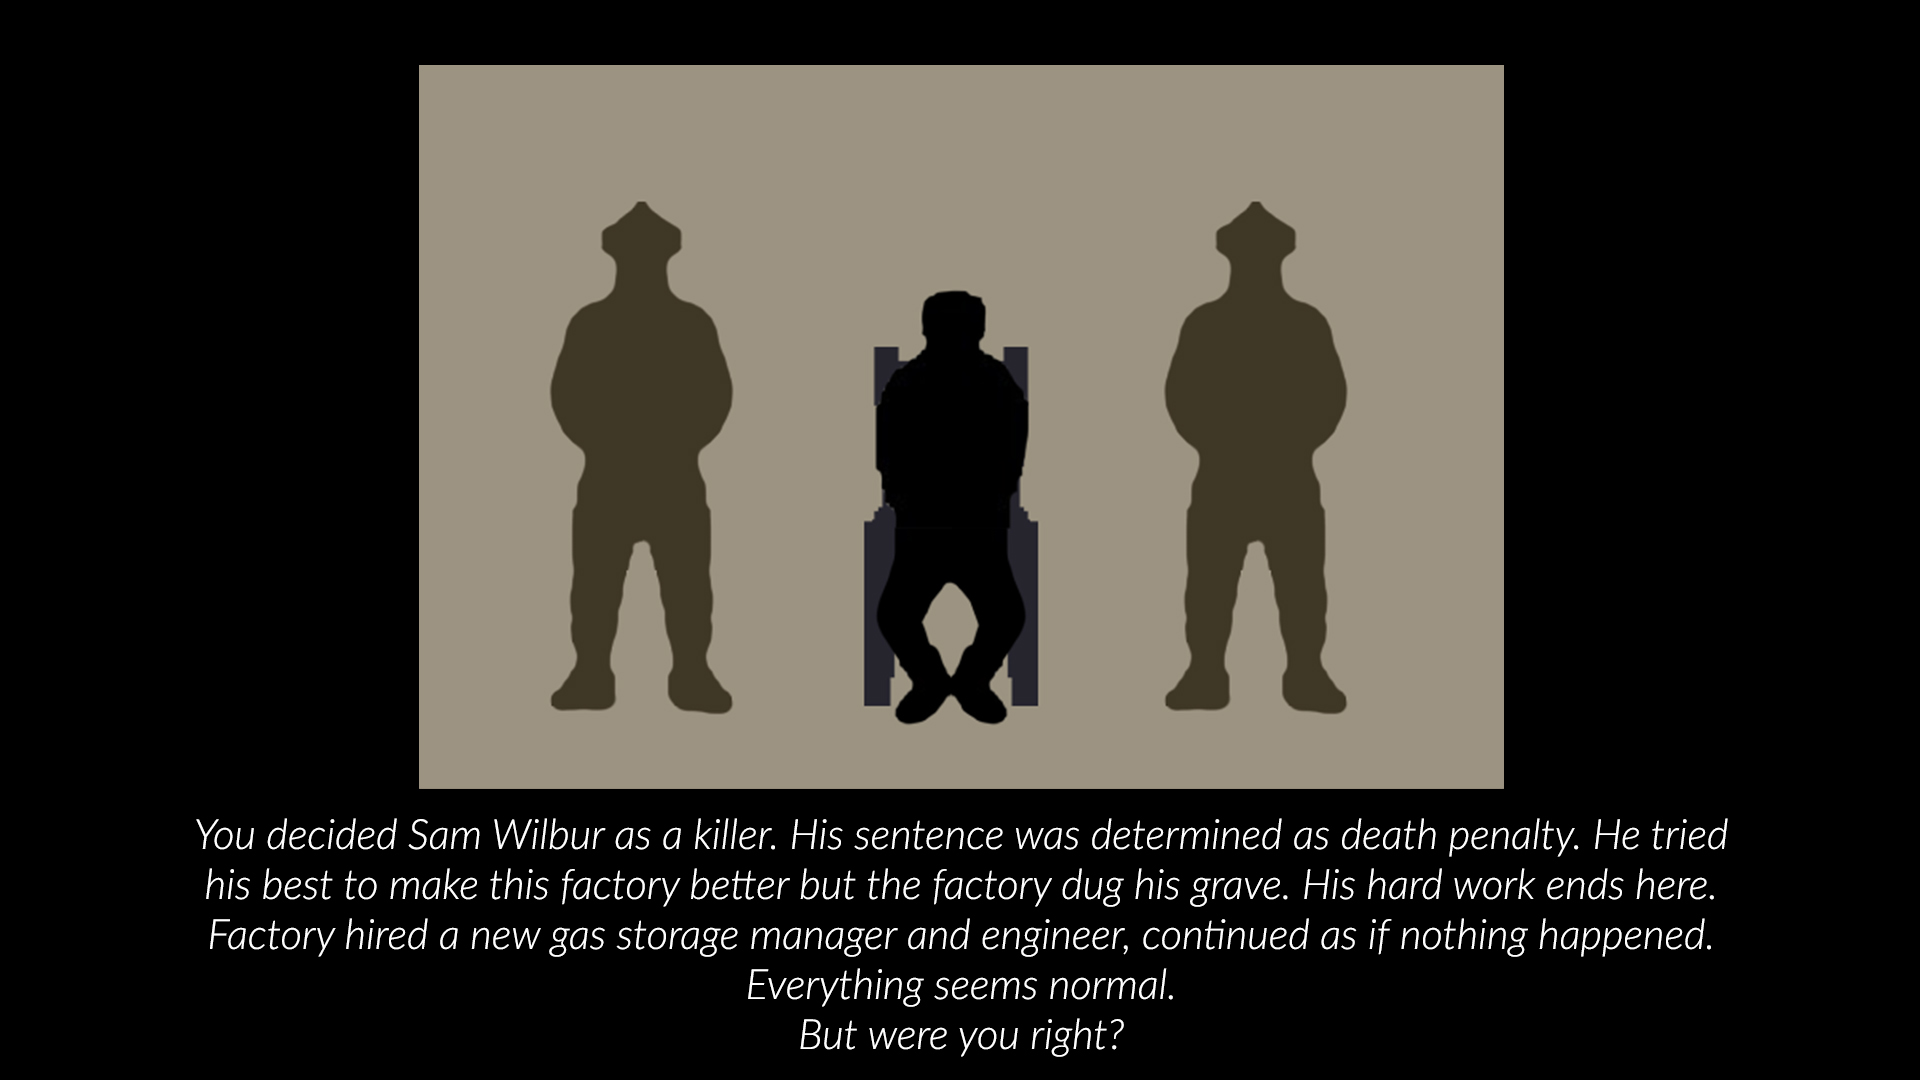 You decided Sam Wilbur as a killer. His sentence was determined as death penalty. He tried
his best to make this factory better but the factory dug his grave. His hard work ends here.
Factory hired a new gas storage manager and engineer, continued as if nothing happened.
Everything seems normal.
But were you right?